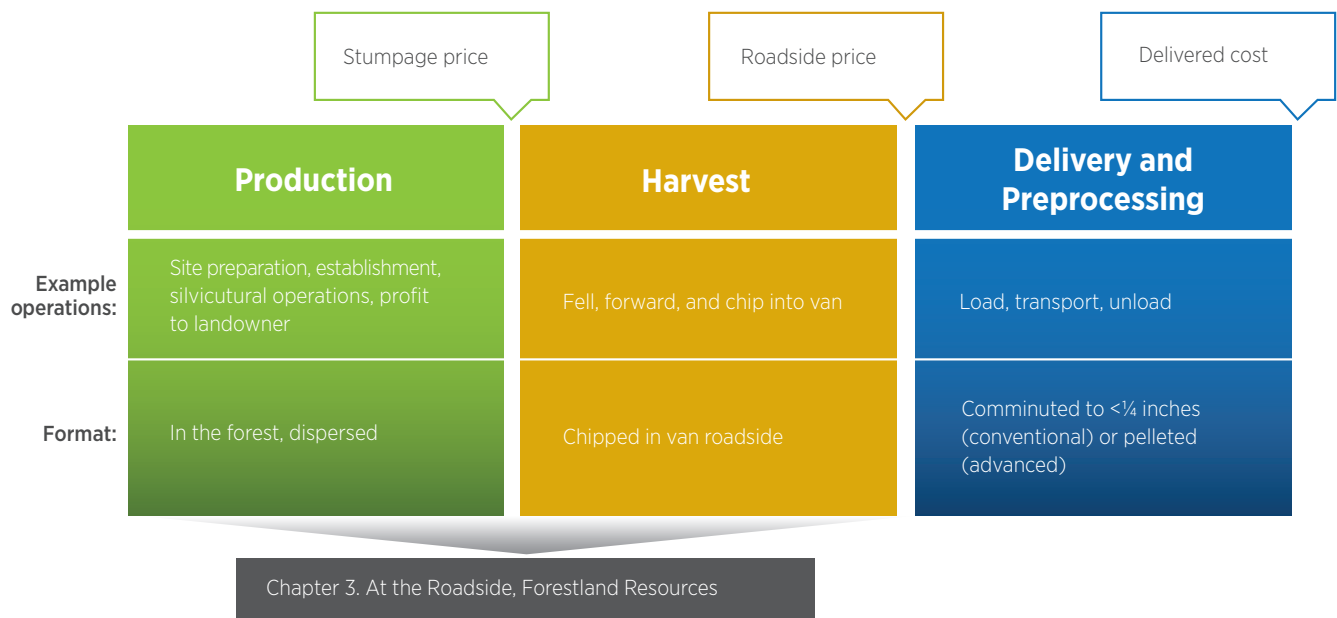 Stumpage price
Roadside price
Delivered cost
Production
Harvest
Delivery and
Preprocessing
Example
operations:
Site preparation, establishment,
silvicutural operations, profit
to landowner
Fell, forward, and chip into van
Load, transport, unload
Format:
In the forest, dispersed
Chipped in van roadside
Comminuted to <¼ inches
(conventional) or pelleted
(advanced)
Chapter 3. At the Roadside, Forestland Resources